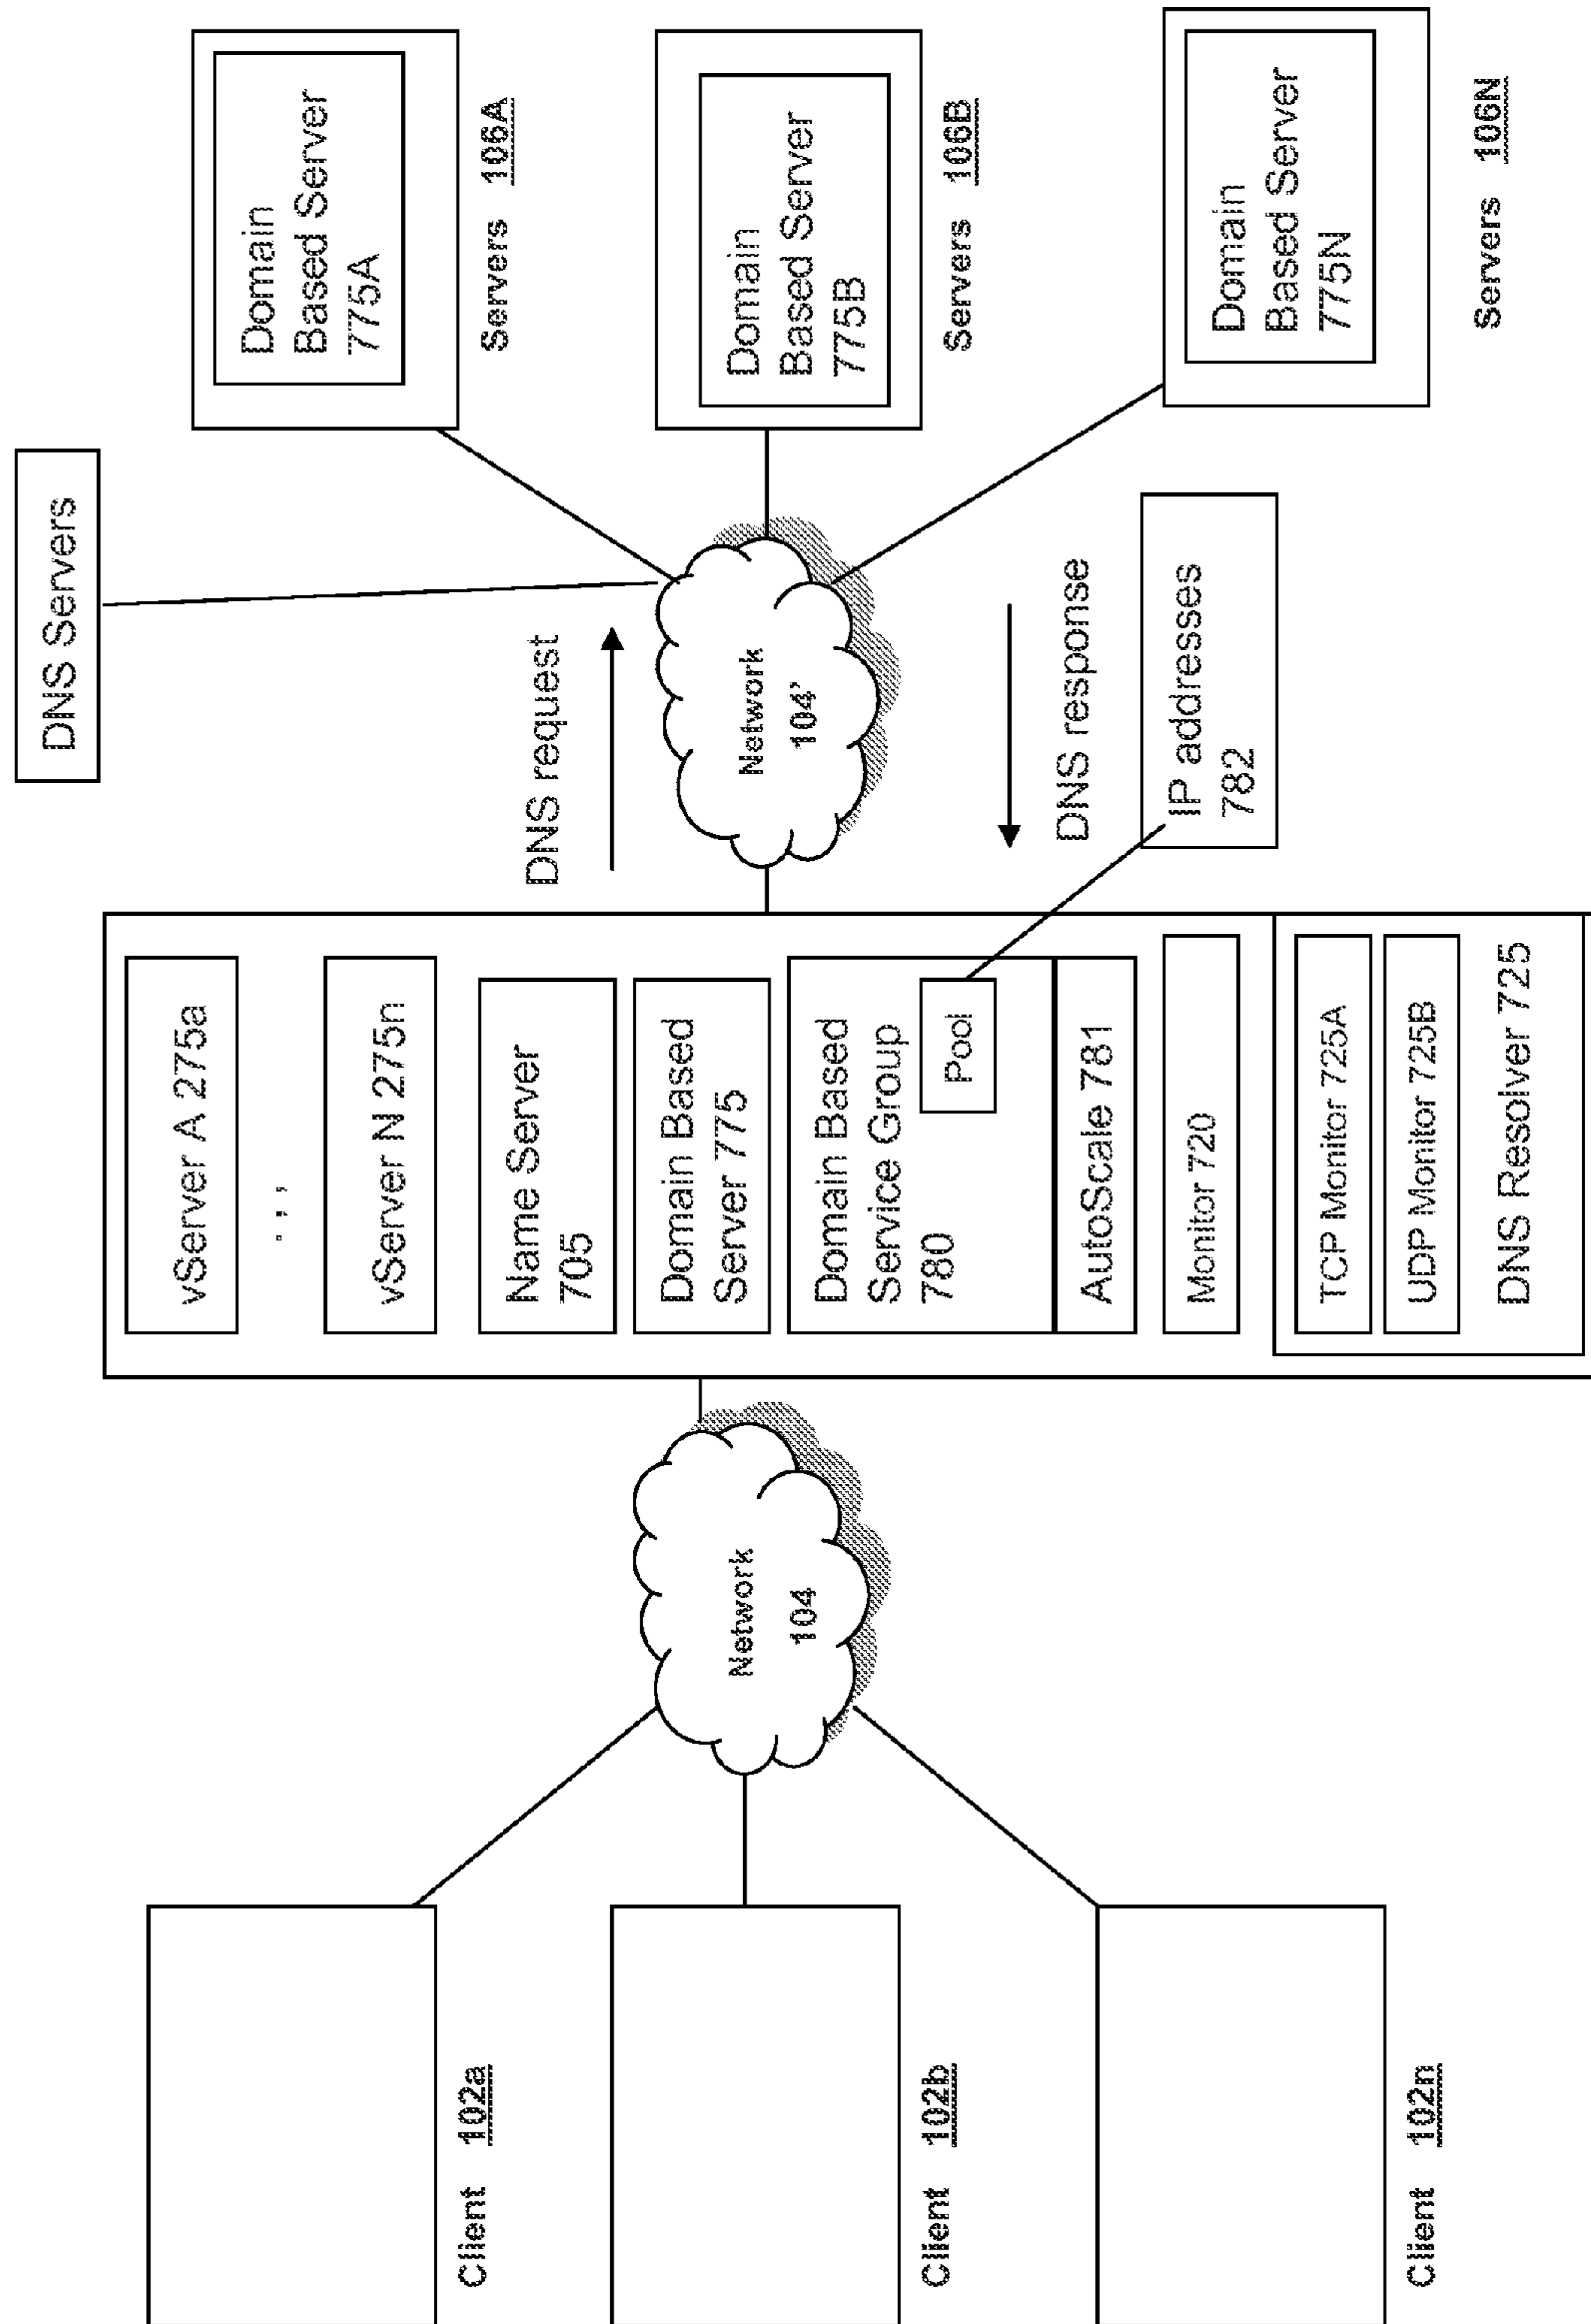 DNS Servers
Domain
Based Server
775A
Servers 106A
Domain
Based Server
775B
Servers 106B
Domain
Based Server
775N
Servers 106N
DNS request
Network
104'
DNS response
IP addresses
782
vServer A 275a
vServer N 275n
Name Server
705
Domain Based
Server 775
Domain Based
Service Group
780
Pool
AutoScale 781
Monitor 720
TCP Monitor 725A
UDP Monitor 725B
DNS Resolver 725
Network
104
Client 102a
Client 102b
Client 102n